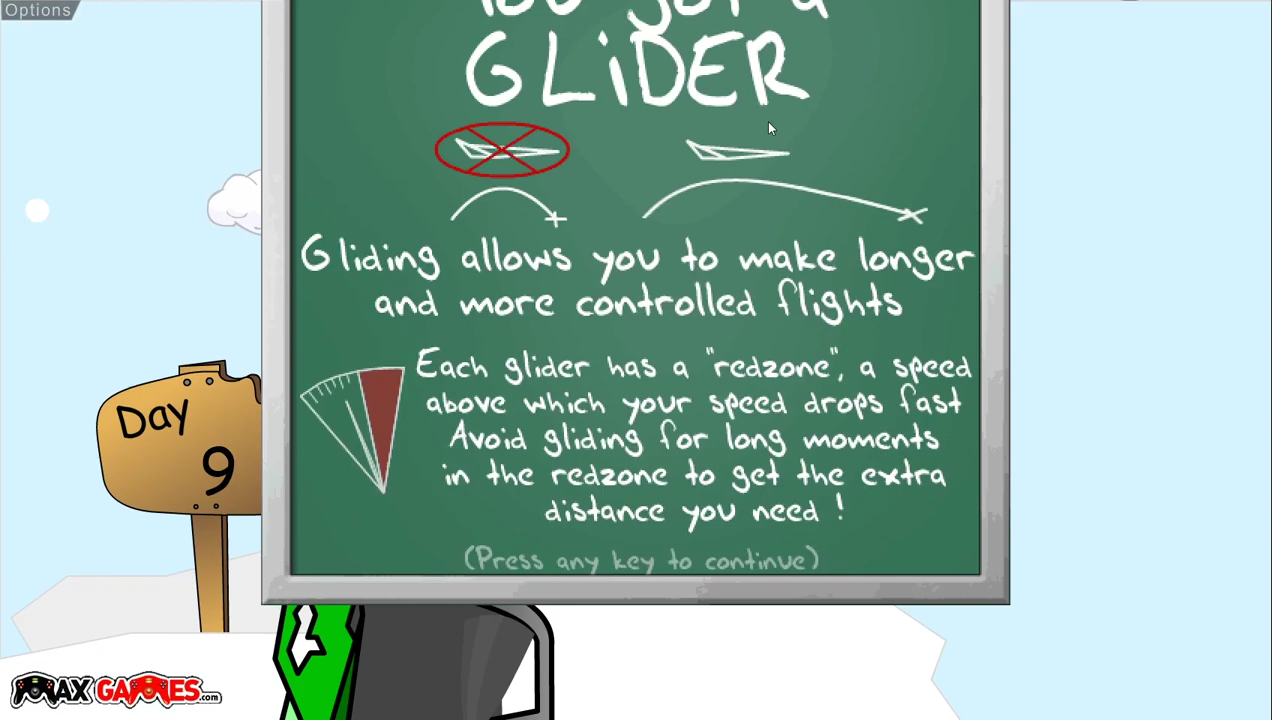 Options
You got a
GLiDER
Gliding allows you to make longer
and more controlled flights
Each glider has a "redzone", a speed
above which your speed drops fast
Avoid gliding for long moments
in the redzone to get the extra
distance you need !
(Press any key to continue)
Day
9
MAX GAMES.com